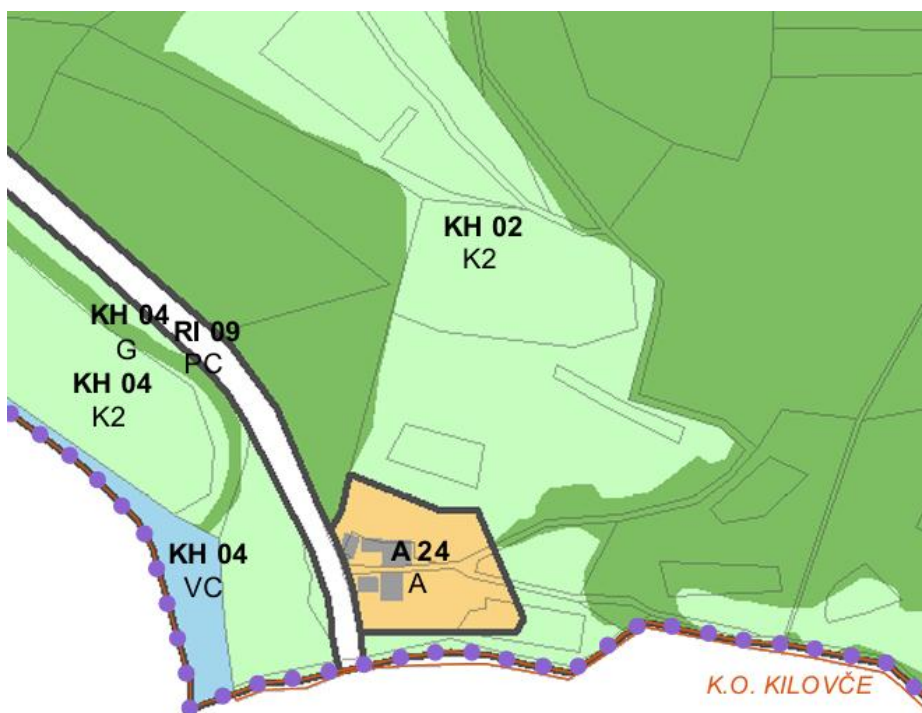 KH 02
K2
KH 04
G
RI 09
PC
KH 04
K2
KH 04
VC
A 24
A
K.O. KILOVČE